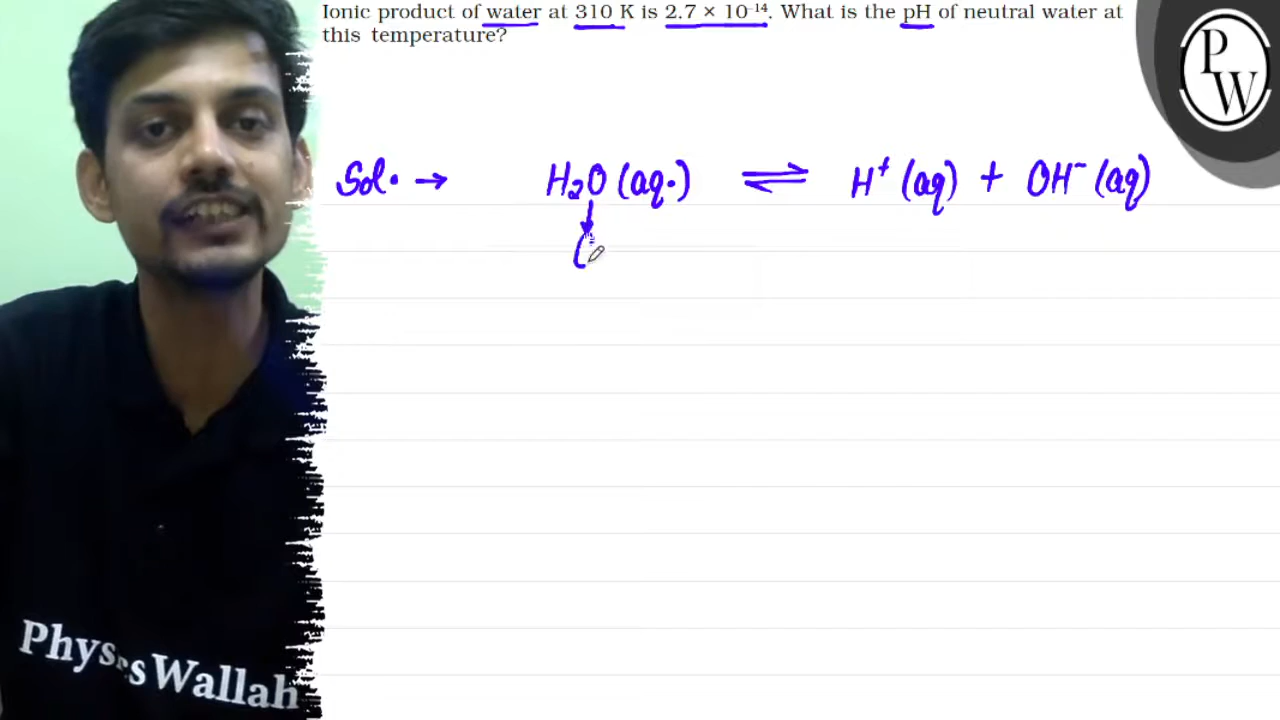 Ionic product of water at 310 K is 2.7 × 10⁻¹⁴. What is the pH of neutral water at
this temperature?
PW
Sol. → H₂O (aq.) ⇌ H⁺ (aq) + OH⁻ (aq)
↓
(
Physics Wallah